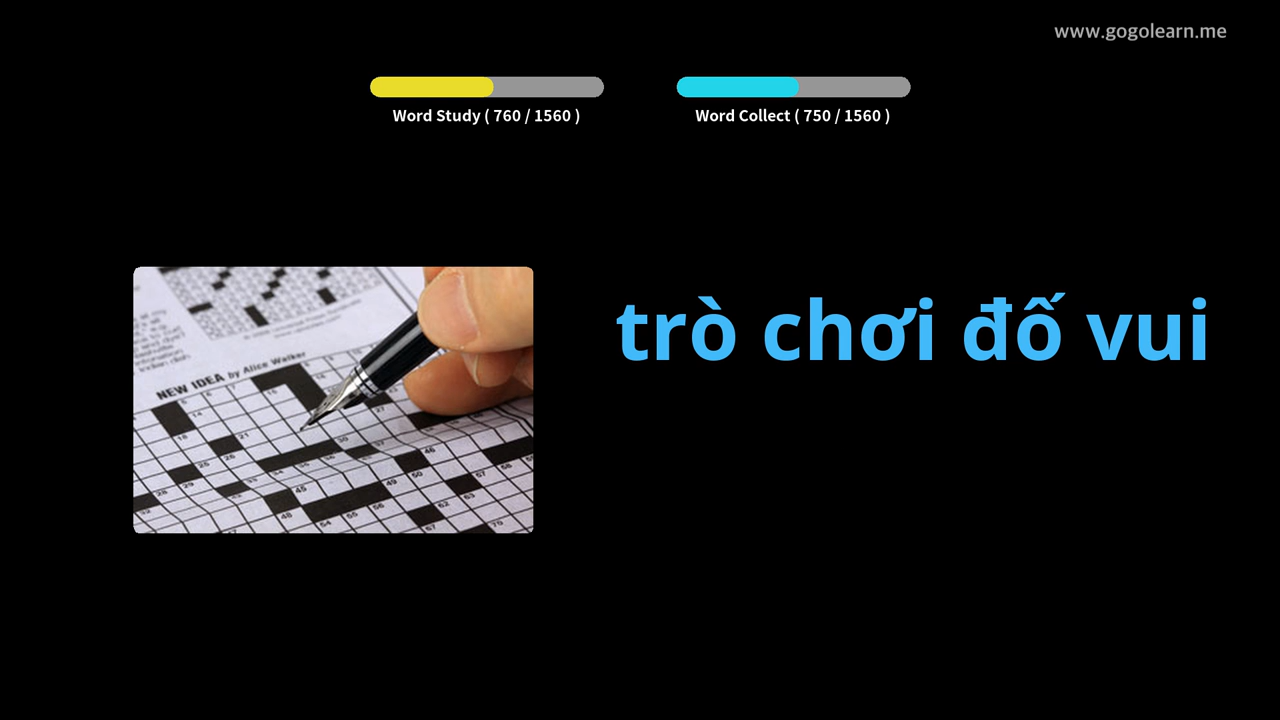 www.gogolearn.me
Word Study ( 760 / 1560 )
Word Collect ( 750 / 1560 )
trò chơi đố vui
NEW IDEA by Alice Walker